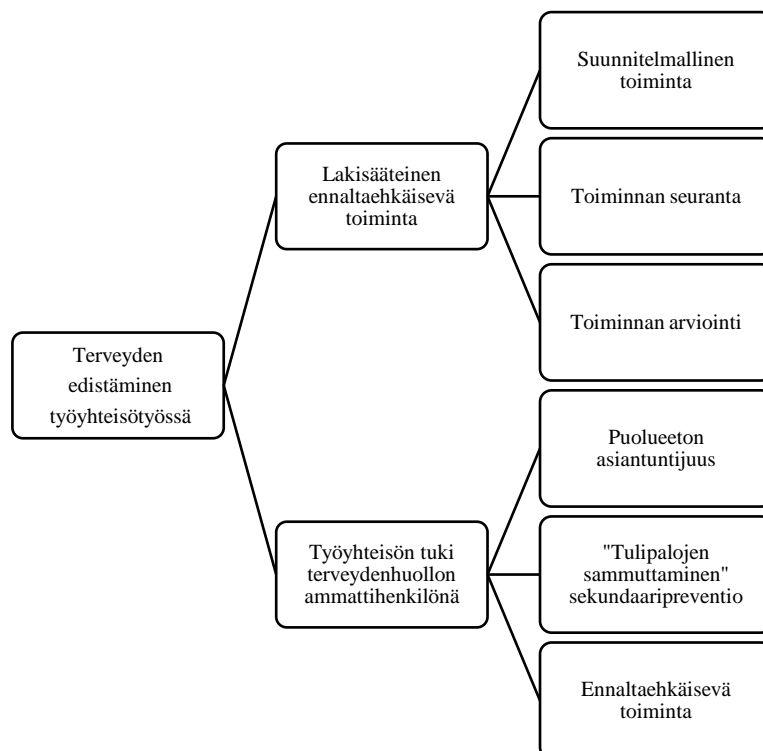 Suunnitelmallinen
toiminta
Lakisääteinen
ennaltaehkäisevä
toiminta
Toiminnan seuranta
Toiminnan arviointi
Terveyden
edistäminen
työyhteisötyössä
Puolueeton
asiantuntijuus
Työyhteisön tuki
terveydenhuollon
ammattihenkilönä
"Tulipalojen
sammuttaminen"
sekundaaripreventio
Ennaltaehkäisevä
toiminta